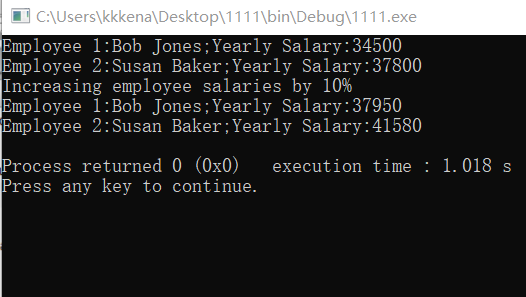 C:\Users\kkkena\Desktop\1111\bin\Debug\1111.exe
Employee 1:Bob Jones;Yearly Salary:34500
Employee 2:Susan Baker;Yearly Salary:37800
Increasing employee salaries by 10%
Employee 1:Bob Jones;Yearly Salary:37950
Employee 2:Susan Baker;Yearly Salary:41580
Process returned 0 (0x0)   execution time : 1.018 s
Press any key to continue.